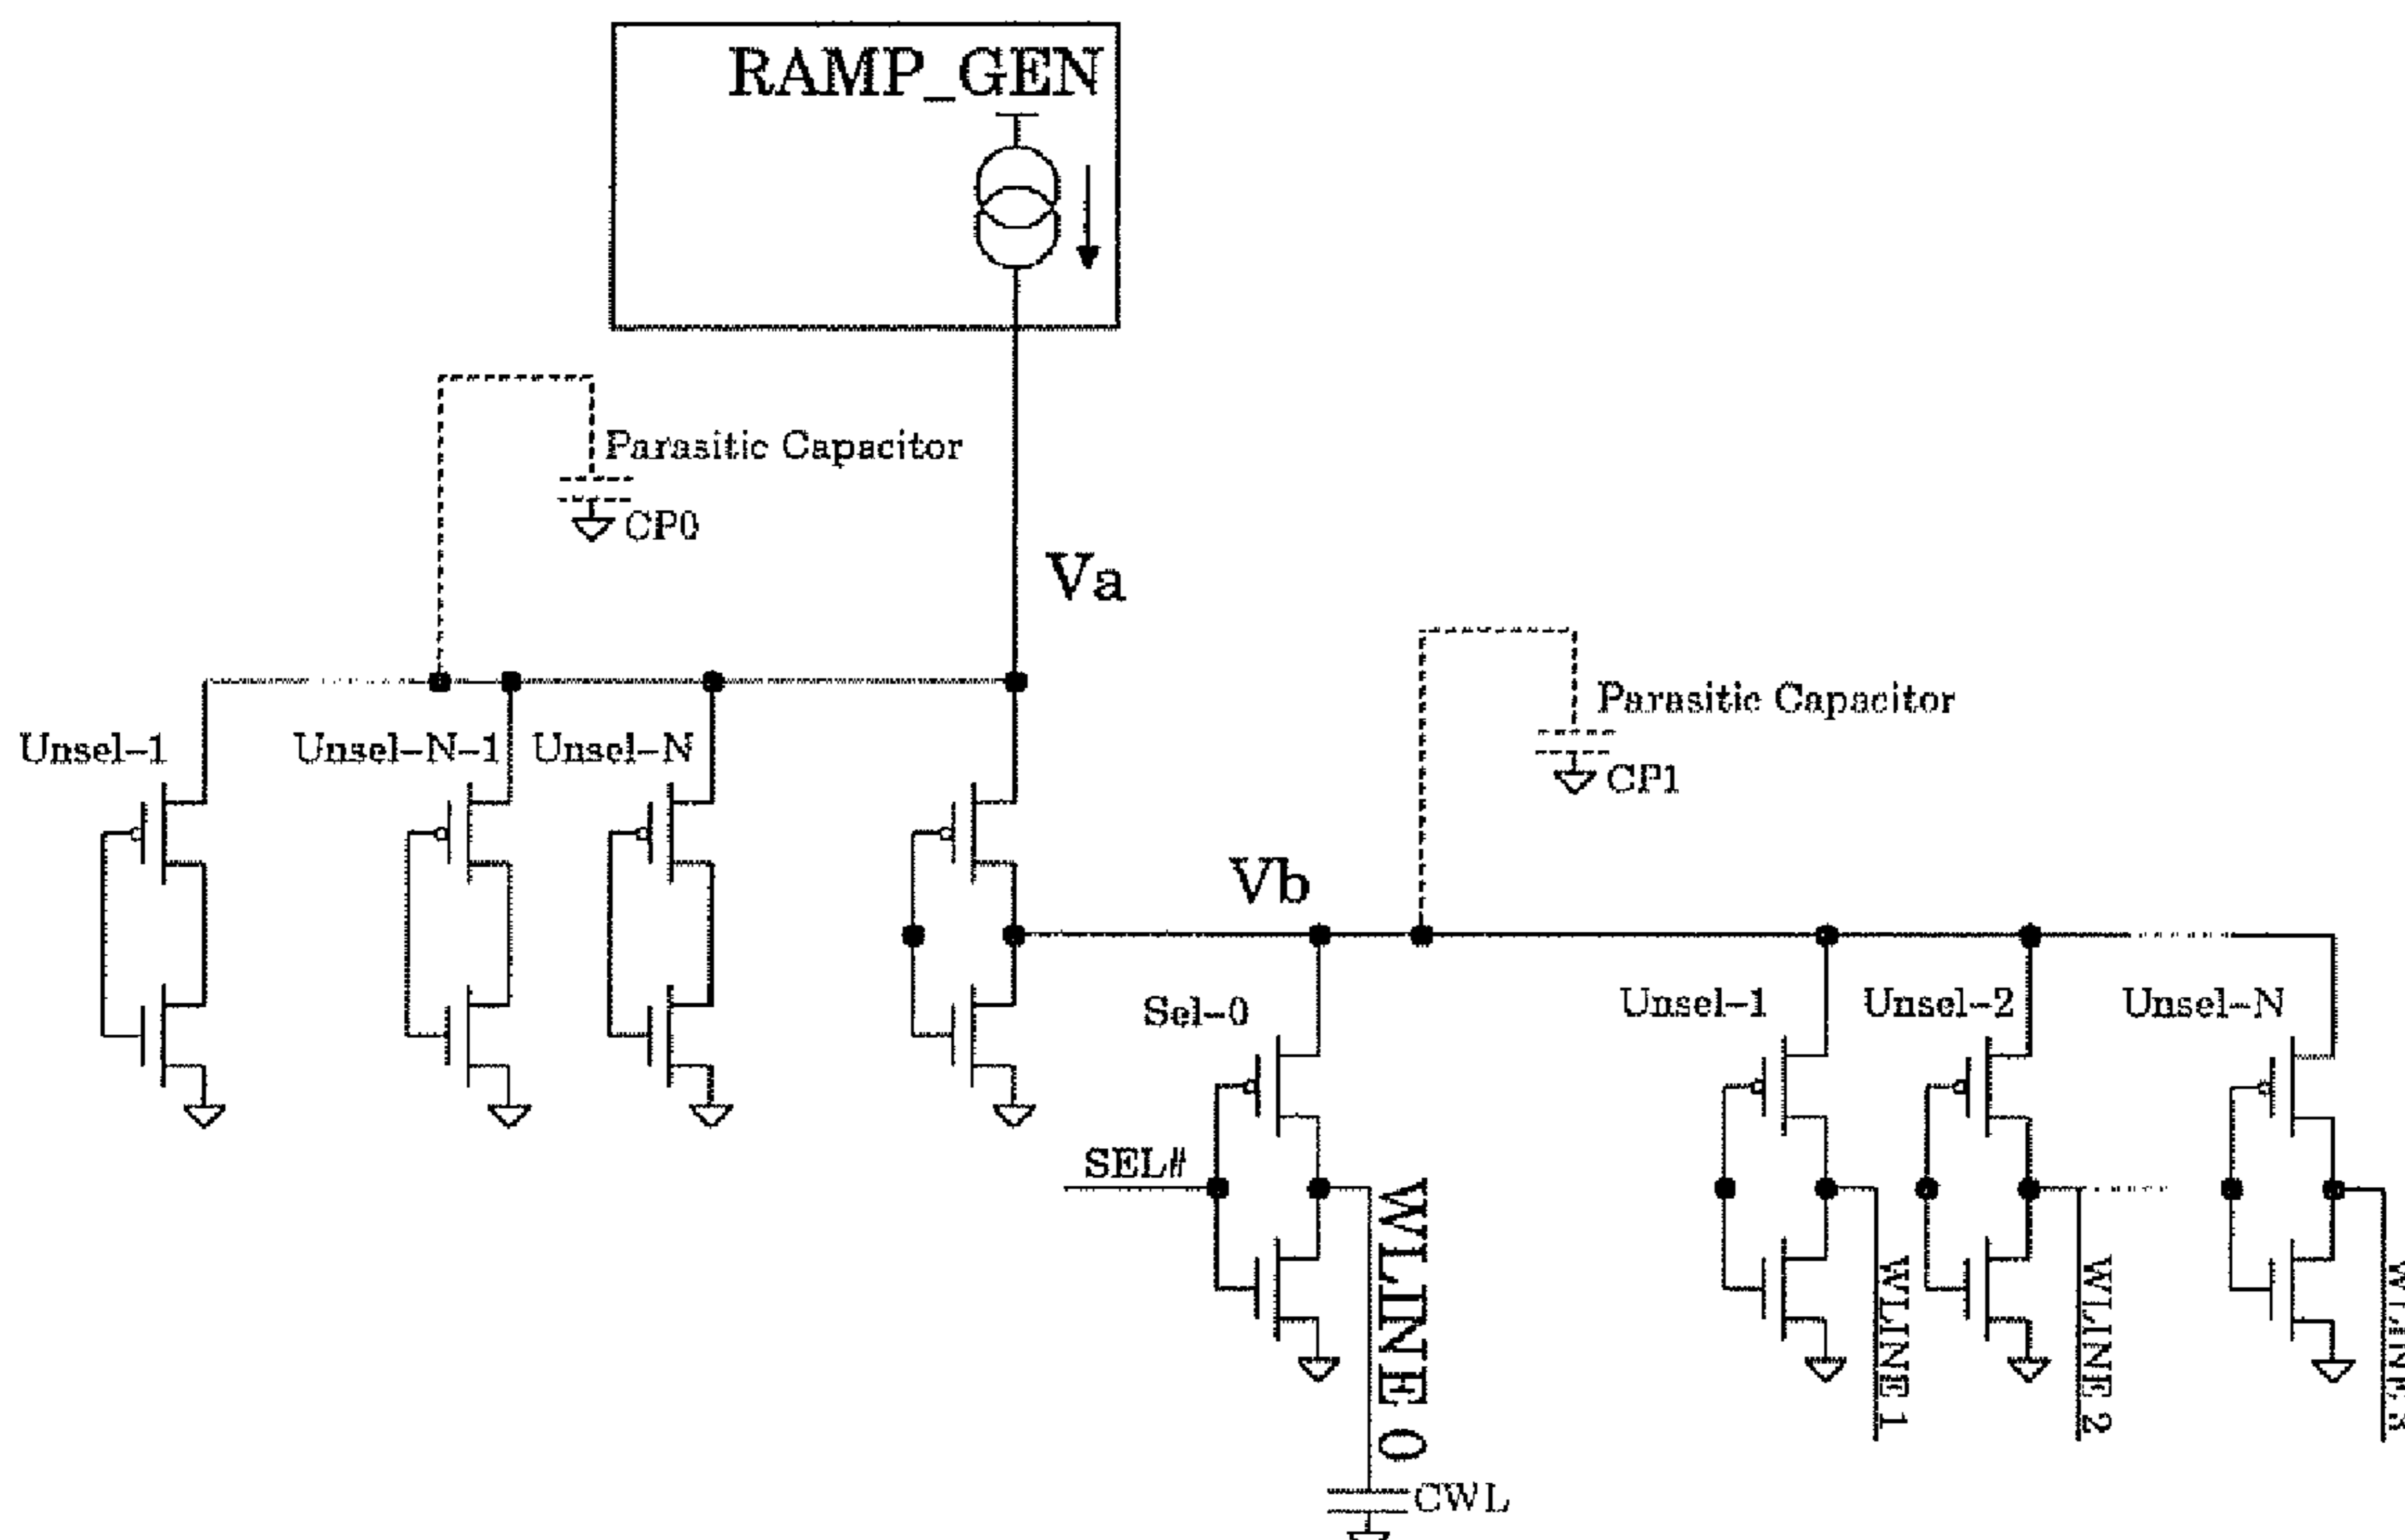 RAMP_GEN
Parasitic Capacitor
CP0
Va
Parasitic Capacitor
CP1
Unsel-1
Unsel-N-1
Unsel-N
Vb
Sel-0
Unsel-1
Unsel-2
Unsel-N
SEL#
WLINE 0
WLINE 1
WLINE 2
CWL